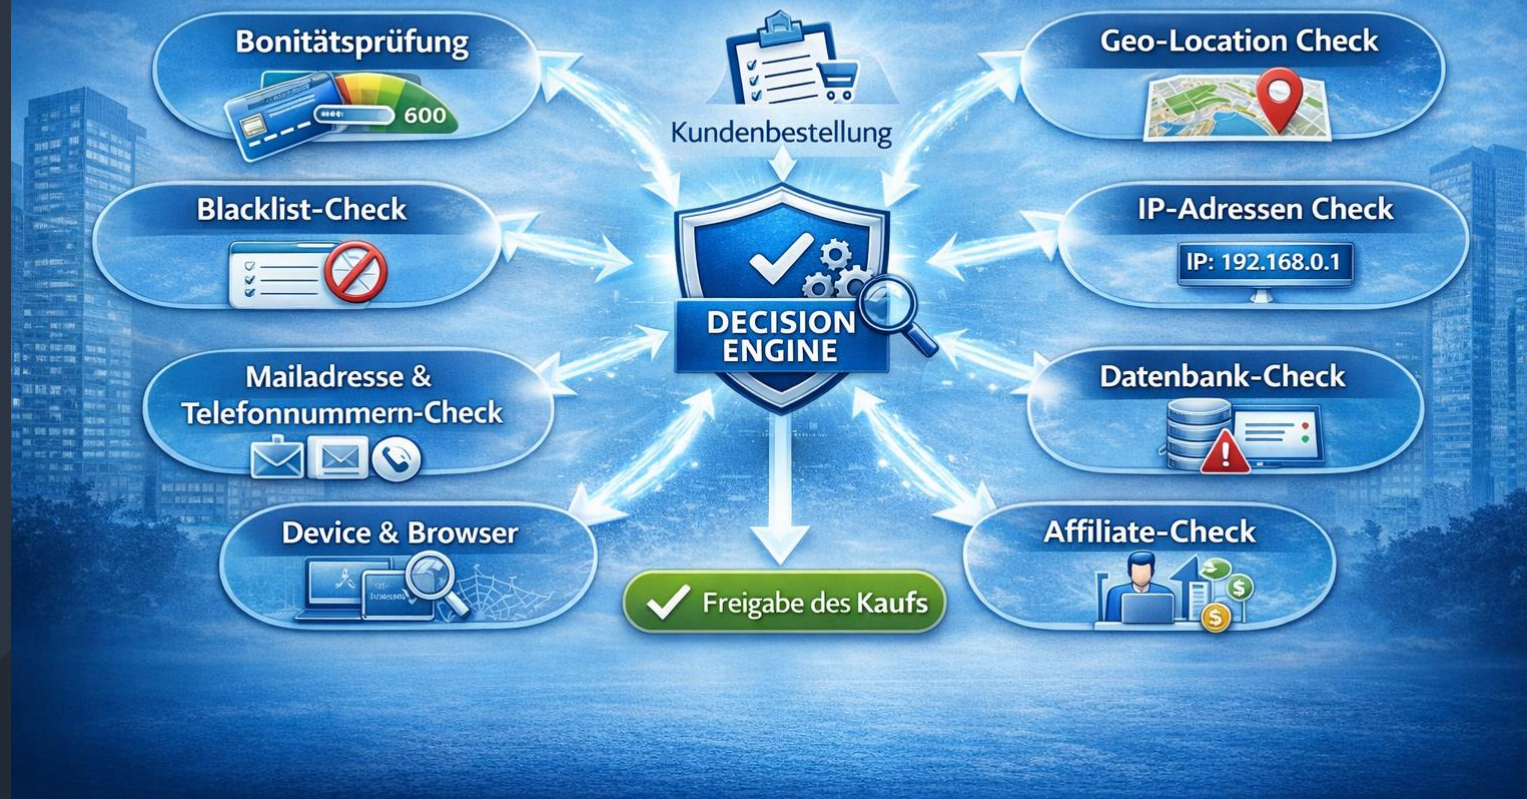 Bonitätsprüfung
600
Kundenbestellung
Geo-Location Check
Blacklist-Check
IP-Adressen Check
IP: 192.168.0.1
DECISION
ENGINE
Mailadresse &
Telefonnummern-Check
Datenbank-Check
Device & Browser
Affiliate-Check
$
$
Freigabe des Kaufs